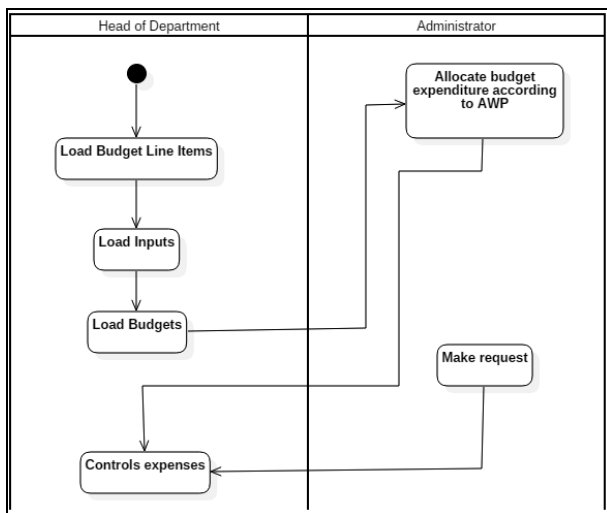 Head of Department
Administrator
Allocate budget
expenditure according
to AWP
Load Budget Line Items
Load Inputs
Load Budgets
Make request
Controls expenses